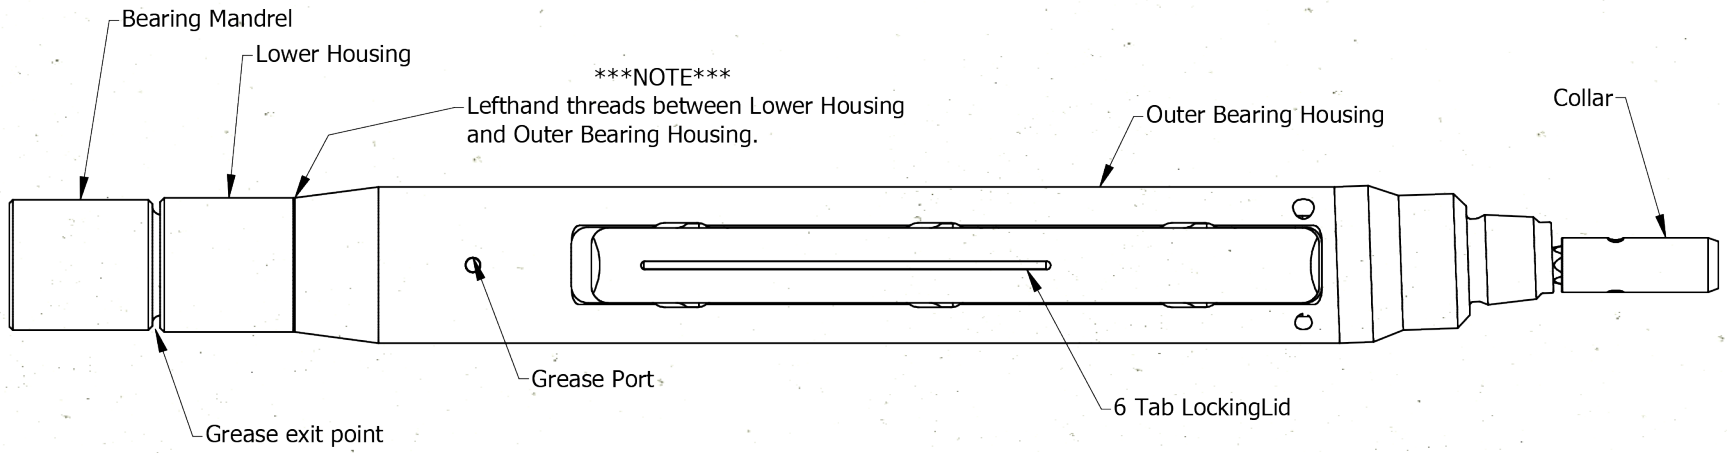 Bearing Mandrel
Lower Housing
***NOTE***
Lefthand threads between Lower Housing
and Outer Bearing Housing.
Outer Bearing Housing
Collar
Grease Port
6 Tab LockingLid
Grease exit point